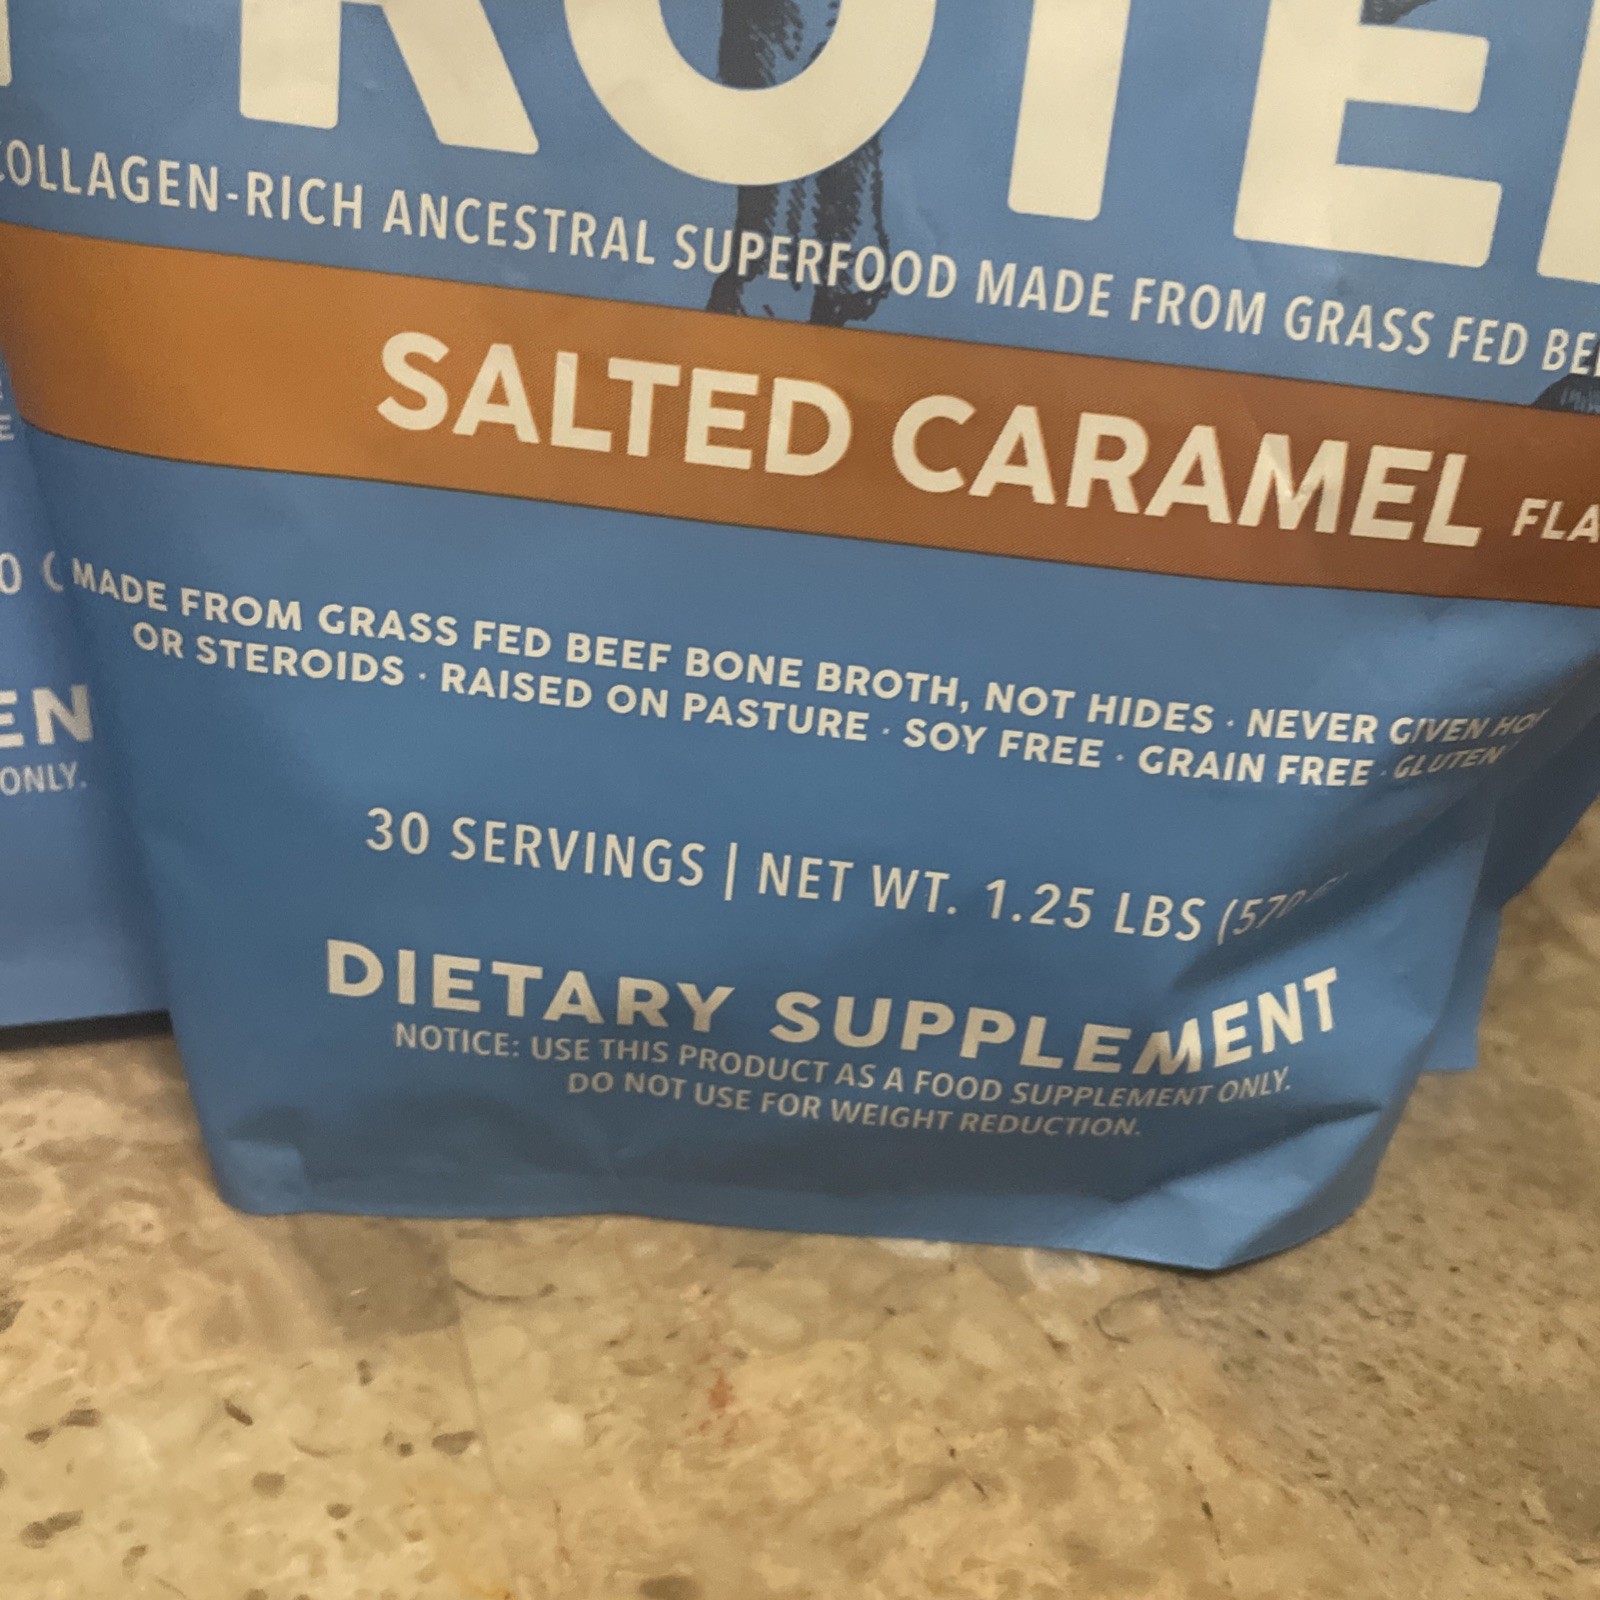 PROTE
COLLAGEN-RICH ANCESTRAL SUPERFOOD MADE FROM GRASS FED
SALTED CARAMEL
MADE FROM GRASS FED BEEF BONE BROTH, NOT HIDES · NEVER GIVEN
OR STEROIDS · RAISED ON PASTURE · SOY FREE · GRAIN FREE · GLUTEN
30 SERVINGS | NET WT. 1.25 LBS
DIETARY SUPPLEMENT
NOTICE: USE THIS PRODUCT AS A FOOD SUPPLEMENT ONLY.
DO NOT USE FOR WEIGHT REDUCTION.
ONLY.